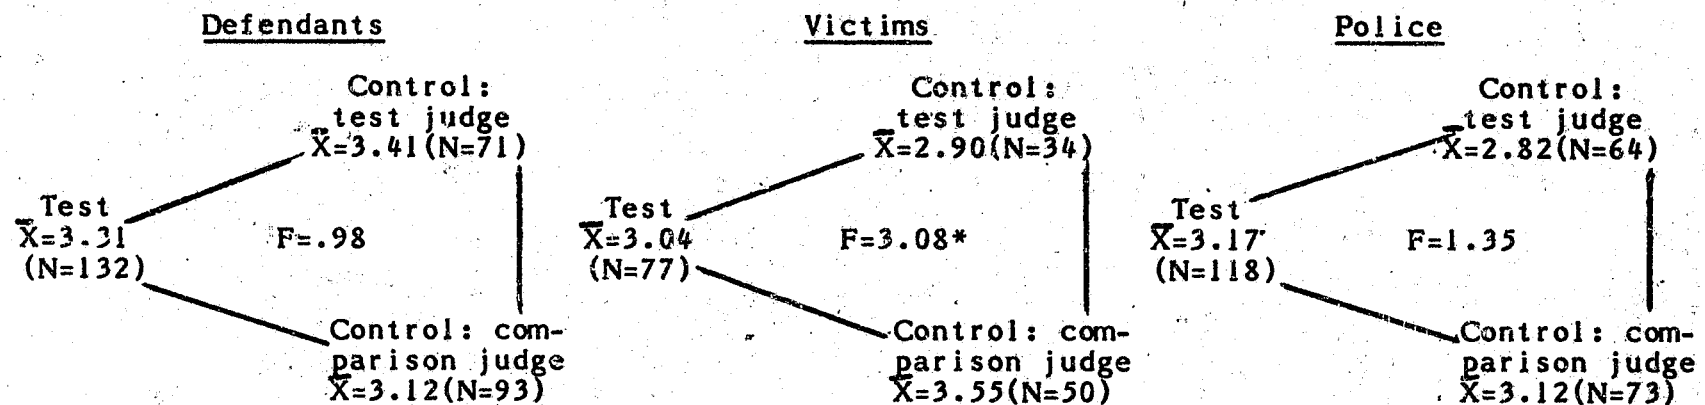 Defendants
Control:
test judge
X̅=3.41(N=71)
Test
X̅=3.31
(N=132)
F=.98
Control: com-
parison judge
X̅=3.12(N=93)
Victims
Control:
test judge
X̅=2.90(N=34)
Test
X̅=3.04
(N=77)
F=3.08*
Control: com-
parison judge
X̅=3.55(N=50)
Police
Control:
test judge
X̅=2.82(N=64)
Test
X̅=3.17
(N=118)
F=1.35
Control: com-
parison judge
X̅=3.12(N=73)